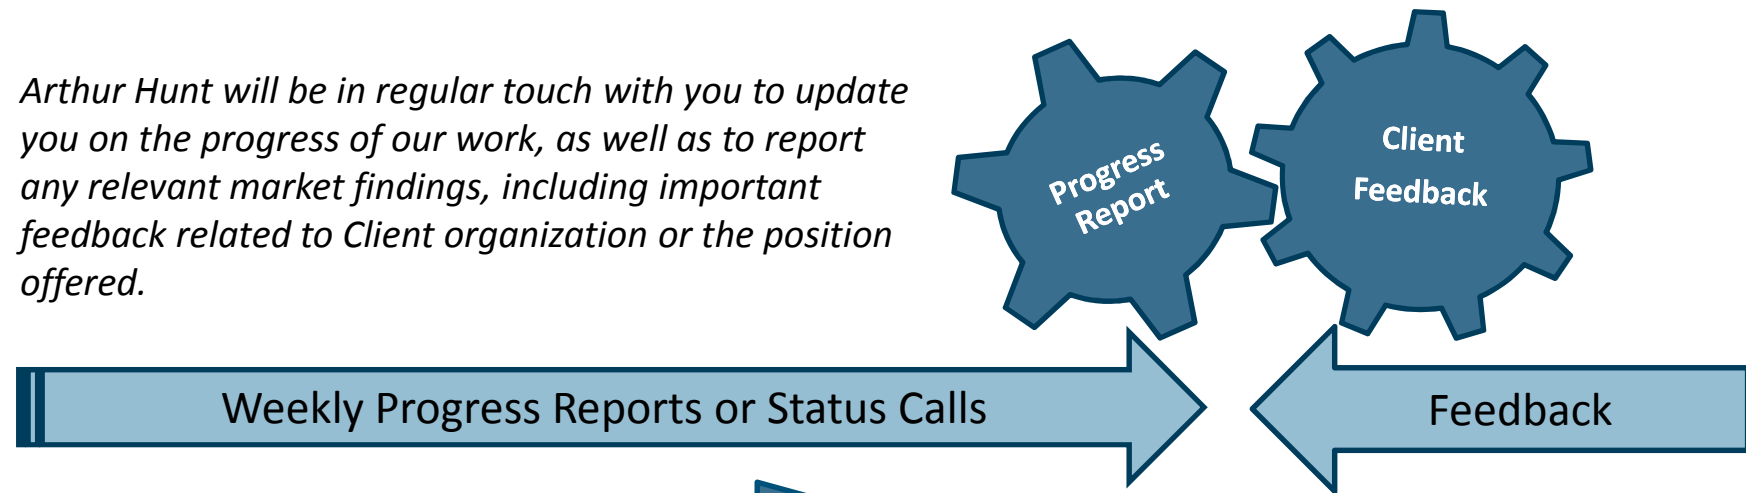 Arthur Hunt will be in regular touch with you to update
you on the progress of our work, as well as to report
any relevant market findings, including important
feedback related to Client organization or the position
offered.
Progress
Report
Client
Feedback
Weekly Progress Reports or Status Calls
Feedback